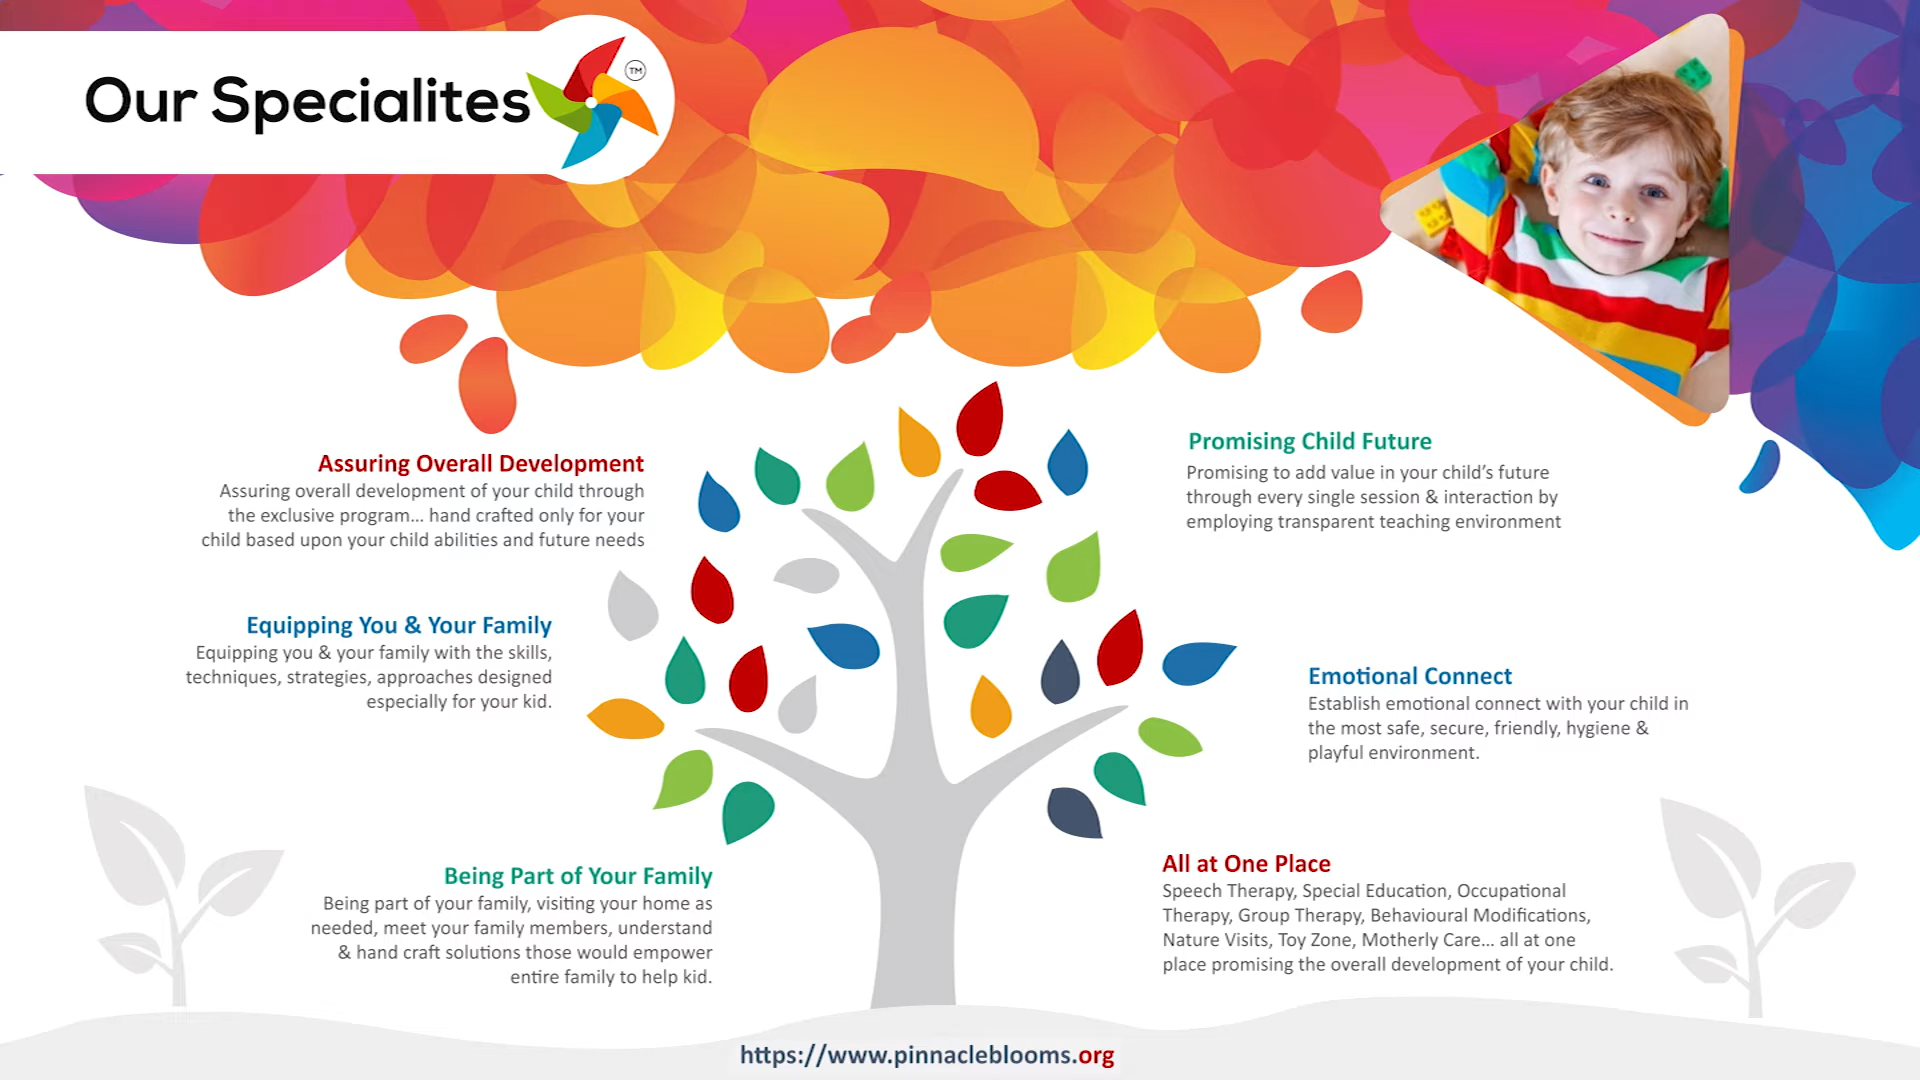 Our Specialites
TM
Assuring Overall Development
Assuring overall development of your child through
the exclusive program... hand crafted only for your
child based upon your child abilities and future needs
Equipping You & Your Family
Equipping you & your family with the skills,
techniques, strategies, approaches designed
especially for your kid.
Being Part of Your Family
Being part of your family, visiting your home as
needed, meet your family members, understand
& hand craft solutions those would empower
entire family to help kid.
Promising Child Future
Promising to add value in your child’s future
through every single session & interaction by
employing transparent teaching environment
Emotional Connect
Establish emotional connect with your child in
the most safe, secure, friendly, hygiene &
playful environment.
All at One Place
Speech Therapy, Special Education, Occupational
Therapy, Group Therapy, Behavioural Modifications,
Nature Visits, Toy Zone, Motherly Care... all at one
place promising the overall development of your child.
https://www.pinnacleblooms.org